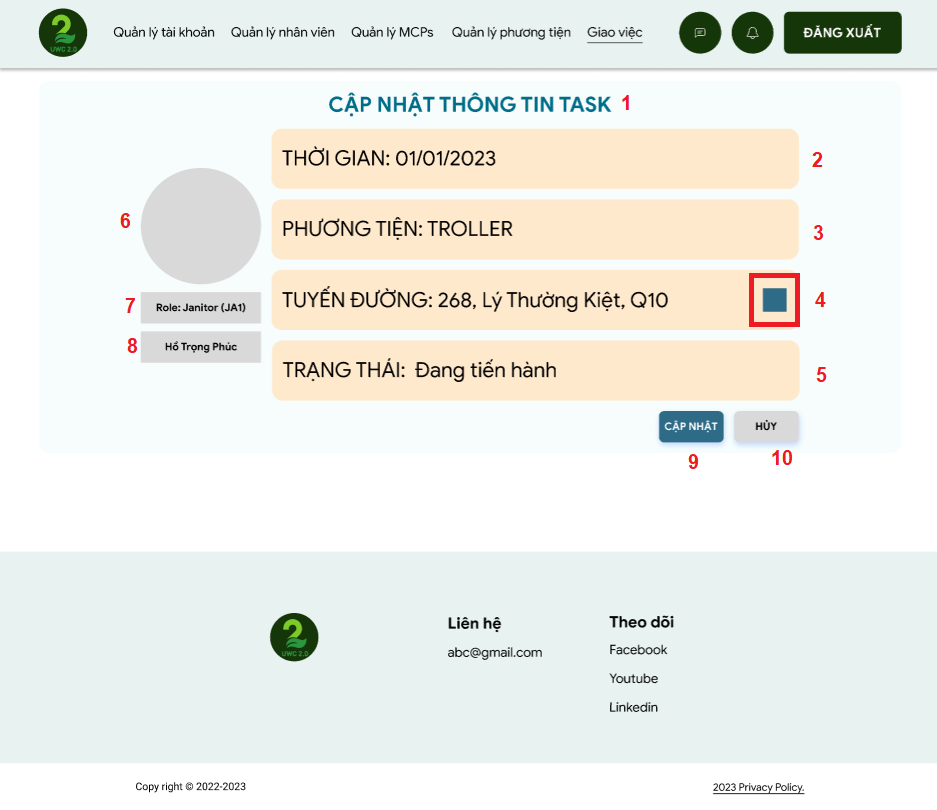 2
UWC 2.0
Quản lý tài khoản Quản lý nhân viên Quản lý MCPs Quản lý phương tiện Giao việc ĐĂNG XUẤT
CẬP NHẬT THÔNG TIN TASK 1
THỜI GIAN: 01/01/2023 2
6
PHƯƠNG TIỆN: TROLLER 3
7 Role: Janitor (JA1)
TUYẾN ĐƯỜNG: 268, Lý Thường Kiệt, Q10 4
8 Hồ Trọng Phúc
TRẠNG THÁI: Đang tiến hành 5
CẬP NHẬT HỦY
9 10
2
UWC 2.0
Liên hệ
abc@gmail.com
Theo dõi
Facebook
Youtube
Linkedin
Copy right © 2022-2023 2023 Privacy Policy.